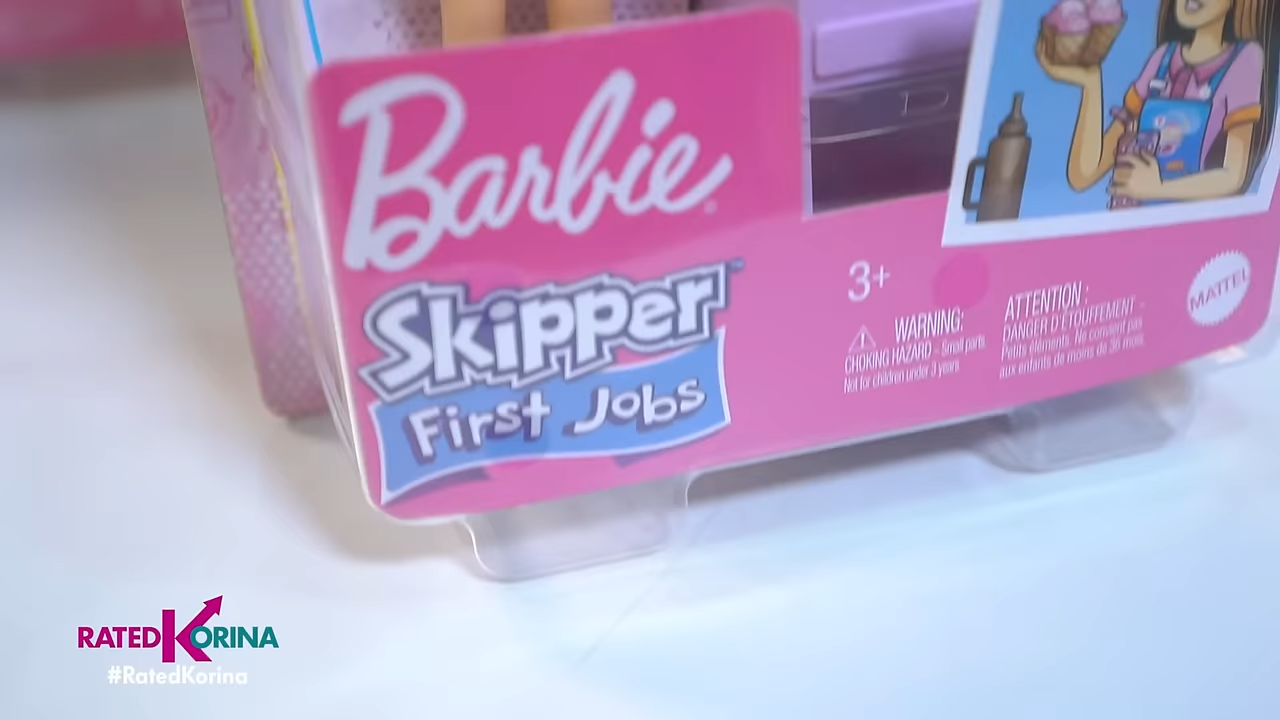 Barbie
Skipper™
First Jobs
3+
WARNING:
CHOKING HAZARD – Small parts
Not for children under 3 years
ATTENTION :
DANGER D'ÉTOUFFEMENT –
Petits éléments. Ne convient pas
aux enfants de moins de 36 mois.
MATTEL
RATEDKORINA
#RatedKorina